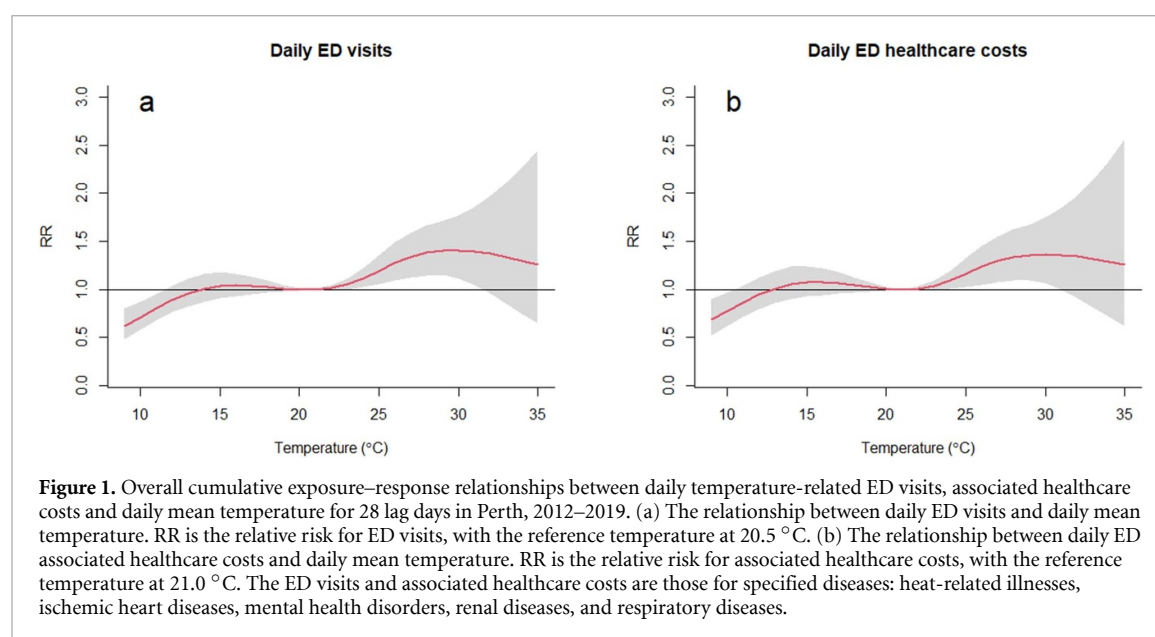 Daily ED visits
a
RR
3.0
2.5
2.0
1.5
1.0
0.5
0.0
10 15 20 25 30 35
Temperature (°C)
Daily ED healthcare costs
b
RR
3.0
2.5
2.0
1.5
1.0
0.5
0.0
10 15 20 25 30 35
Temperature (°C)
Figure 1. Overall cumulative exposure–response relationships between daily temperature-related ED visits, associated healthcare
costs and daily mean temperature for 28 lag days in Perth, 2012–2019. (a) The relationship between daily ED visits and daily mean
temperature. RR is the relative risk for ED visits, with the reference temperature at 20.5 °C. (b) The relationship between daily ED
associated healthcare costs and daily mean temperature. RR is the relative risk for associated healthcare costs, with the reference
temperature at 21.0 °C. The ED visits and associated healthcare costs are those for specified diseases: heat-related illnesses,
ischemic heart diseases, mental health disorders, renal diseases, and respiratory diseases.